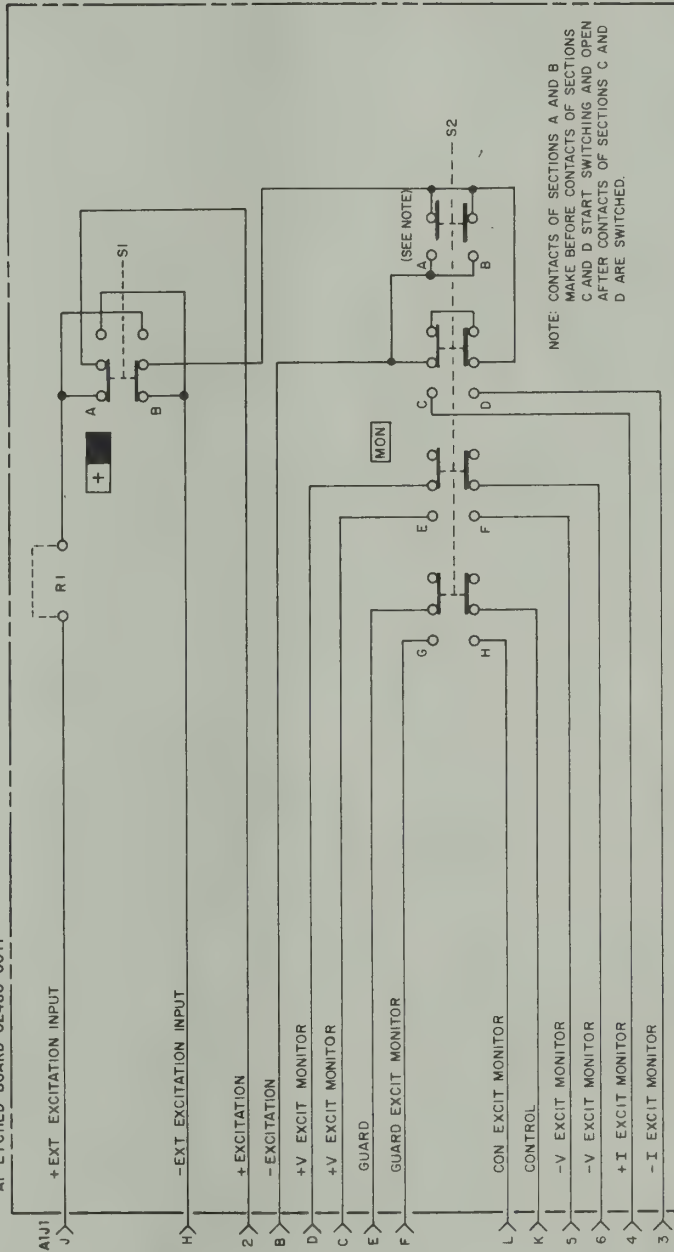 A1J1
J
+EXT EXCITATION INPUT
R1
+
A
B
S1
H
-EXT EXCITATION INPUT
2
+EXCITATION
B
-EXCITATION
D
+V EXCIT MONITOR
C
+V EXCIT MONITOR
E
GUARD
F
GUARD EXCIT MONITOR
L
CON EXCIT MONITOR
K
CONTROL
5
-V EXCIT MONITOR
6
-V EXCIT MONITOR
4
+I EXCIT MONITOR
3
-I EXCIT MONITOR
MON
G
H
E
F
C
D
A
B
(SEE NOTE)
S2
NOTE: CONTACTS OF SECTIONS A AND B
MAKE BEFORE CONTACTS OF SECTIONS
C AND D START SWITCHING AND OPEN
AFTER CONTACTS OF SECTIONS C AND
D ARE SWITCHED.